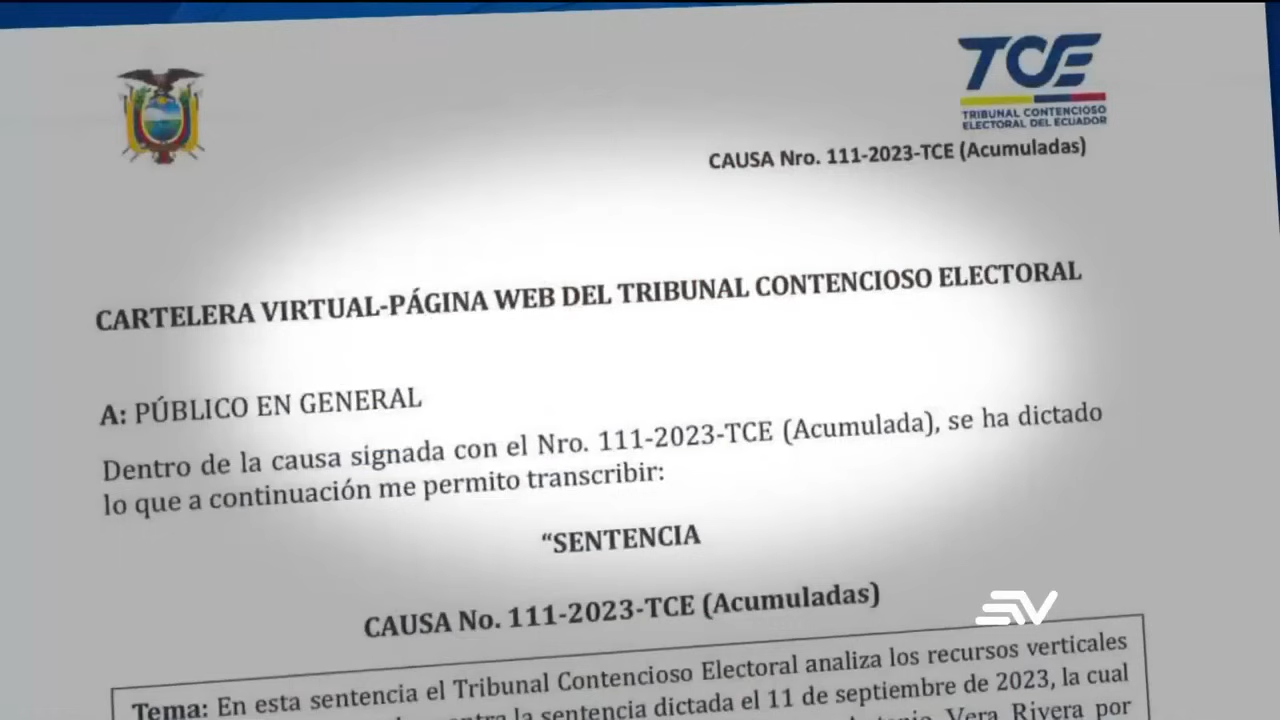 TCE
TRIBUNAL CONTENCIOSO
ELECTORAL DEL ECUADOR
CAUSA Nro. 111-2023-TCE (Acumuladas)
CARTELERA VIRTUAL-PÁGINA WEB DEL TRIBUNAL CONTENCIOSO ELECTORAL
A: PÚBLICO EN GENERAL
Dentro de la causa signada con el Nro. 111-2023-TCE (Acumulada), se ha dictado
lo que a continuación me permito transcribir:
“SENTENCIA
CAUSA No. 111-2023-TCE (Acumuladas)
Tema: En esta sentencia el Tribunal Contencioso Electoral analiza los recursos verticales
la sentencia dictada el 11 de septiembre de 2023, la cual
Vera Rivera por